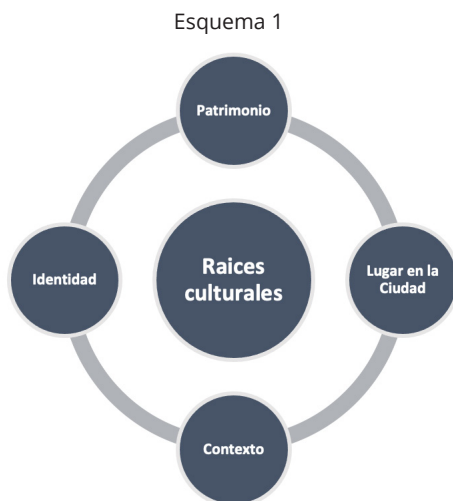 Esquema 1
Patrimonio
Identidad
Raices
culturales
Lugar en la
Ciudad
Contexto